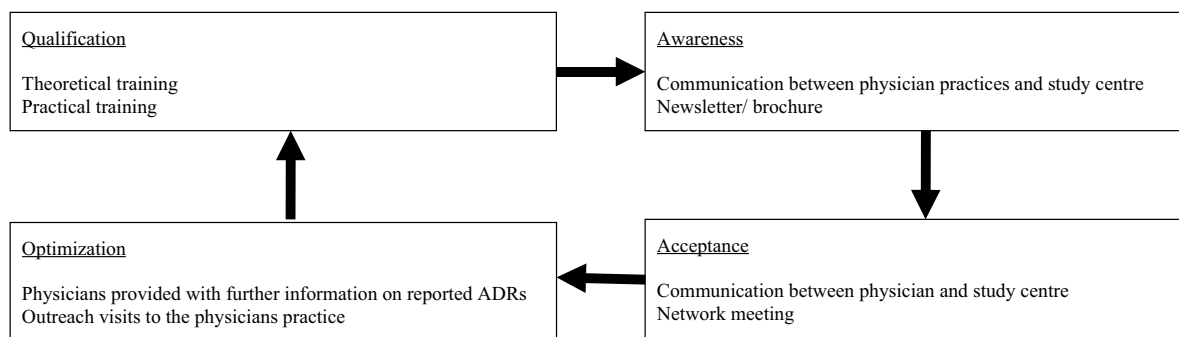 Qualification
Theoretical training
Practical training
Awareness
Communication between physician practices and study centre
Newsletter/ brochure
Optimization
Physicians provided with further information on reported ADRs
Outreach visits to the physicians practice
Acceptance
Communication between physician and study centre
Network meeting